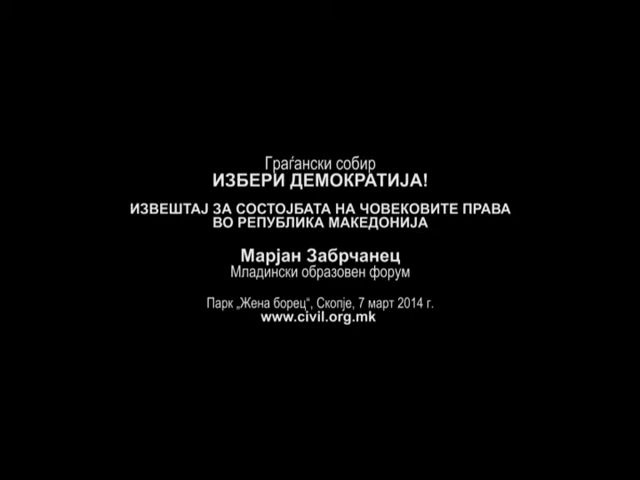 Граѓански собир
ИЗБЕРИ ДЕМОКРАТИЈА!
ИЗВЕШТАЈ ЗА СОСТОЈБАТА НА ЧОВЕКОВИТЕ ПРАВА
ВО РЕПУБЛИКА МАКЕДОНИЈА
Марјан Забрчанец
Младински образовен форум
Парк „Жена борец“, Скопје, 7 март 2014 г.
www.civil.org.mk